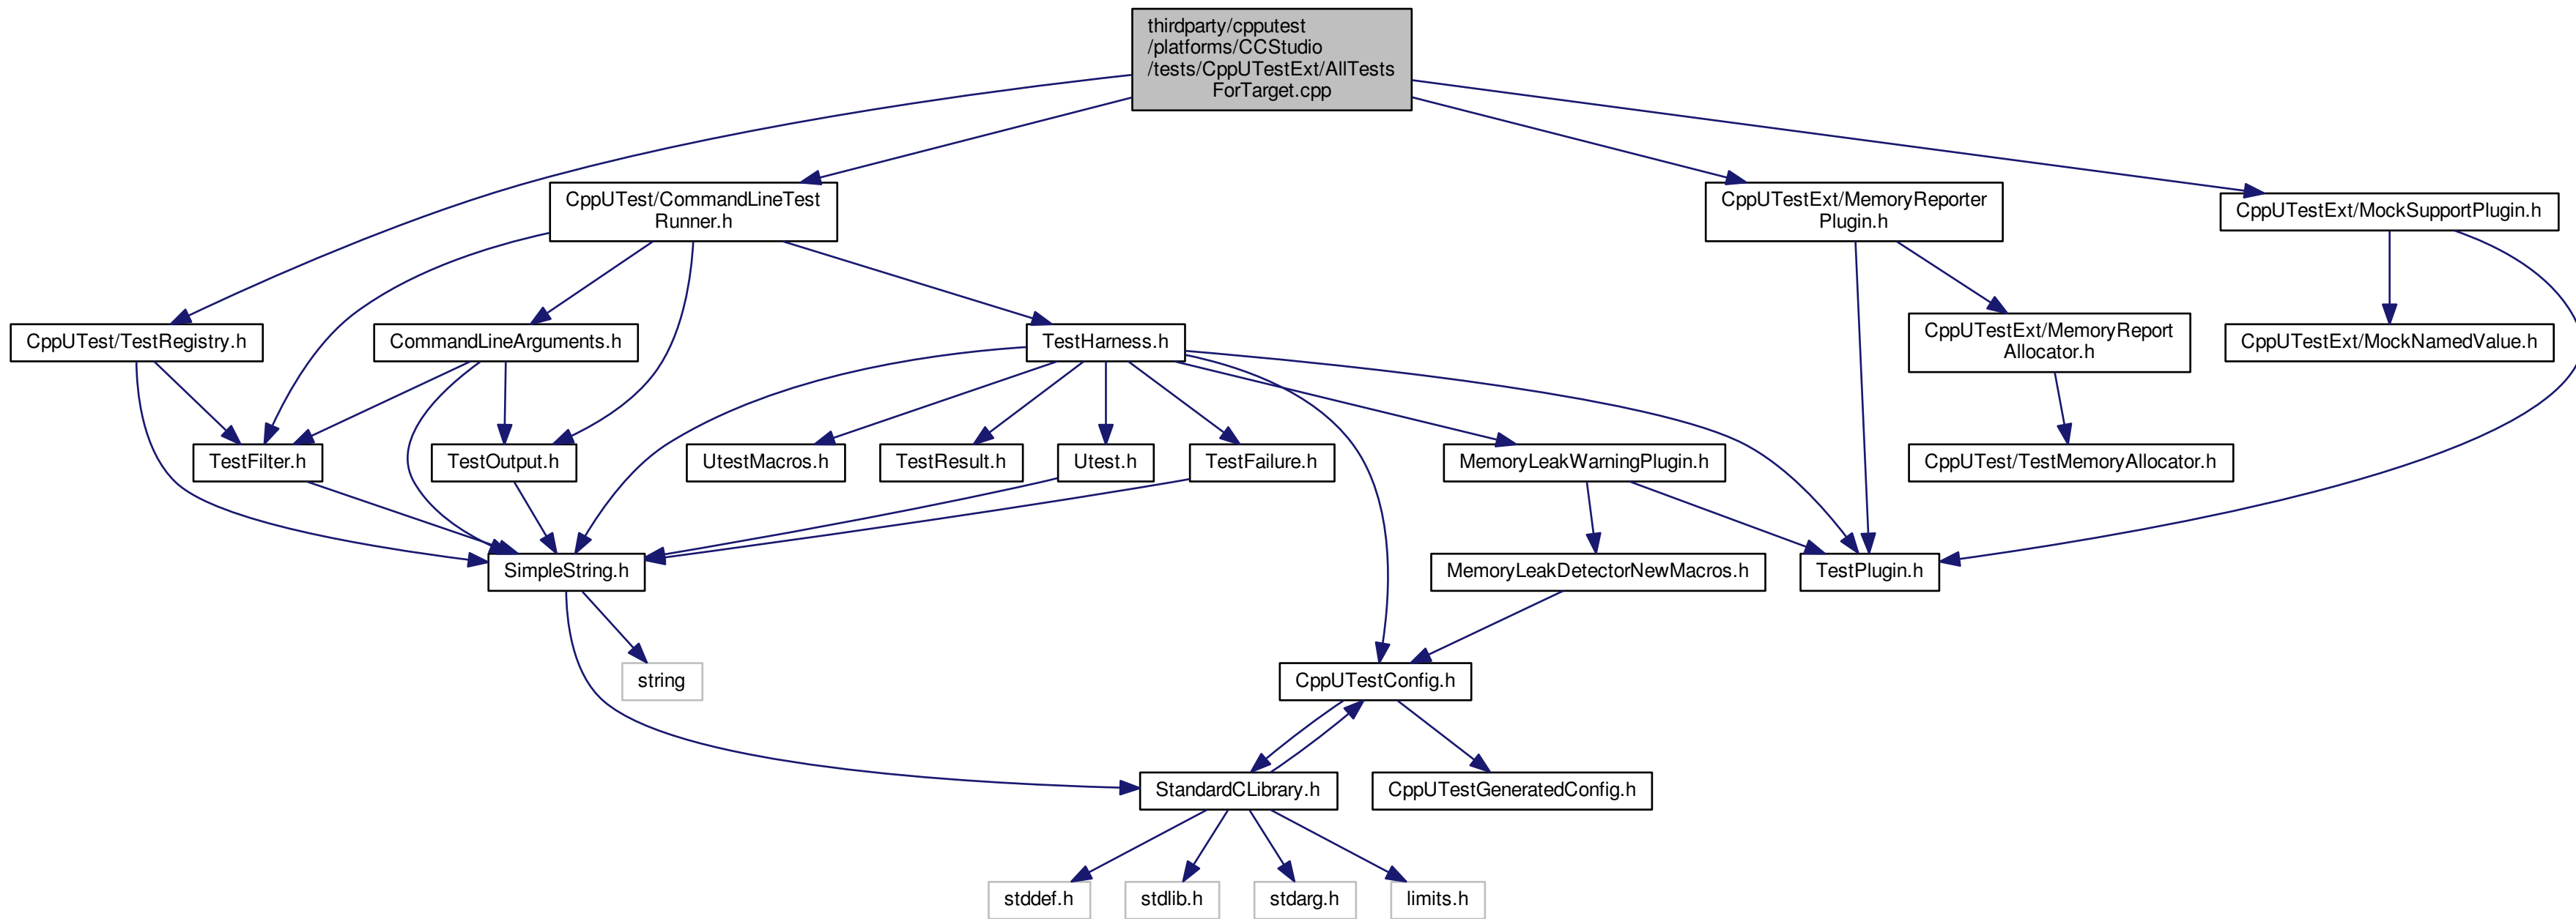 thirdparty/cpputest
/platforms/CCStudio
/tests/CppUTestExt/AllTests
ForTarget.cpp
CppUTest/CommandLineTest
Runner.h
CppUTestExt/MemoryReporter
Plugin.h
CppUTestExt/MockSupportPlugin.h
CppUTest/TestRegistry.h
CommandLineArguments.h
TestHarness.h
CppUTestExt/MemoryReport
Allocator.h
CppUTestExt/MockNamedValue.h
TestFilter.h
TestOutput.h
UtestMacros.h
TestResult.h
Utest.h
TestFailure.h
MemoryLeakWarningPlugin.h
CppUTest/TestMemoryAllocator.h
SimpleString.h
MemoryLeakDetectorNewMacros.h
TestPlugin.h
string
CppUTestConfig.h
StandardCLibrary.h
CppUTestGeneratedConfig.h
stddef.h
stdlib.h
stdarg.h
limits.h